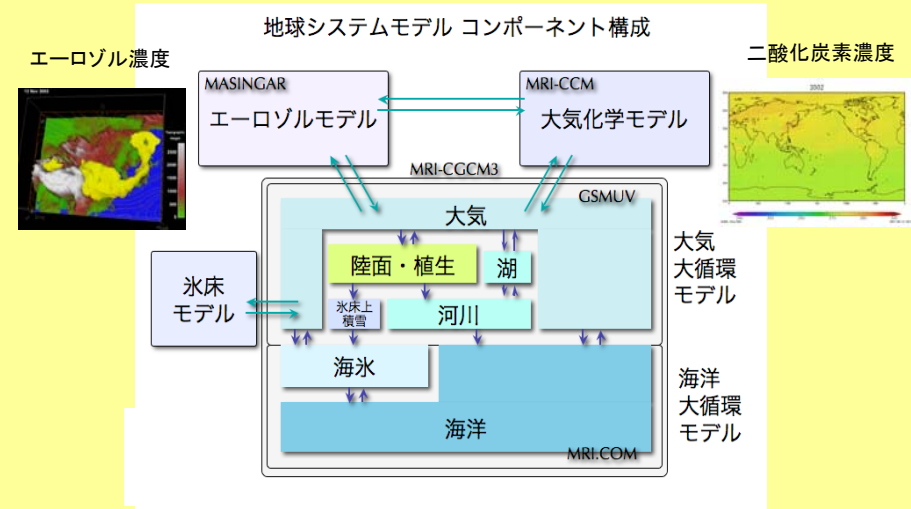 地球システムモデル コンポーネント構成
エーロゾル濃度
二酸化炭素濃度
MASINGAR
エーロゾルモデル
MRI-CCM
大気化学モデル
3502
MRI-CGCM3
GSMUV
大気
大気
大循環
モデル
陸面・植生
湖
氷床
モデル
氷床上
積雪
河川
海氷
海洋
大循環
モデル
海洋
MRI.COM